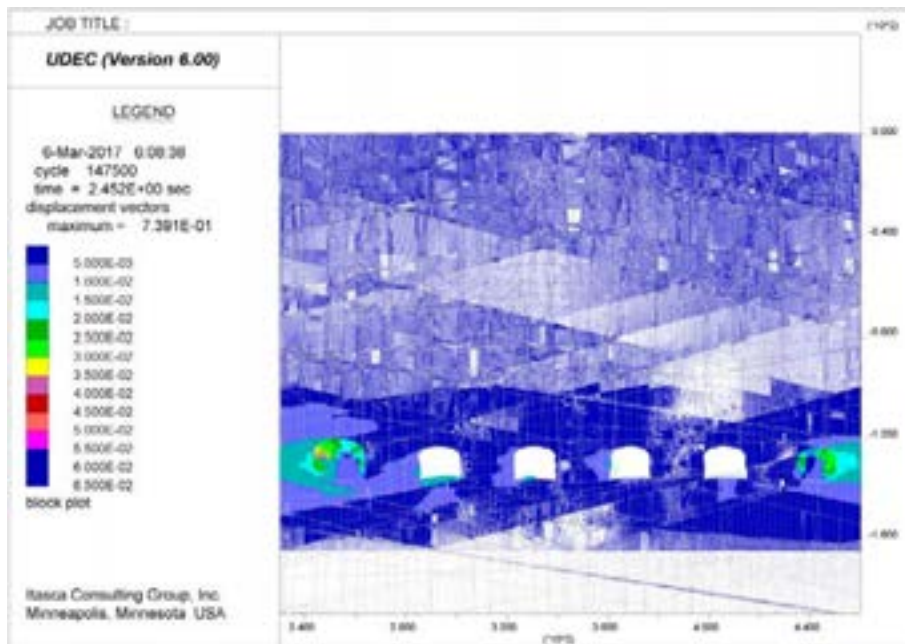 JOB TITLE :
UDEC (Version 6.00)
LEGEND
6-Mar-2017 6:08:38
cycle 147500
time = 2.452E+00 sec
displacement vectors
maximum = 7.391E-01
5.000E-03
1.000E-02
1.500E-02
2.000E-02
2.500E-02
3.000E-02
3.500E-02
4.000E-02
4.500E-02
5.000E-02
5.500E-02
6.000E-02
6.500E-02
block plot
Itasca Consulting Group, Inc.
Minneapolis, Minnesota USA
0.000
-0.400